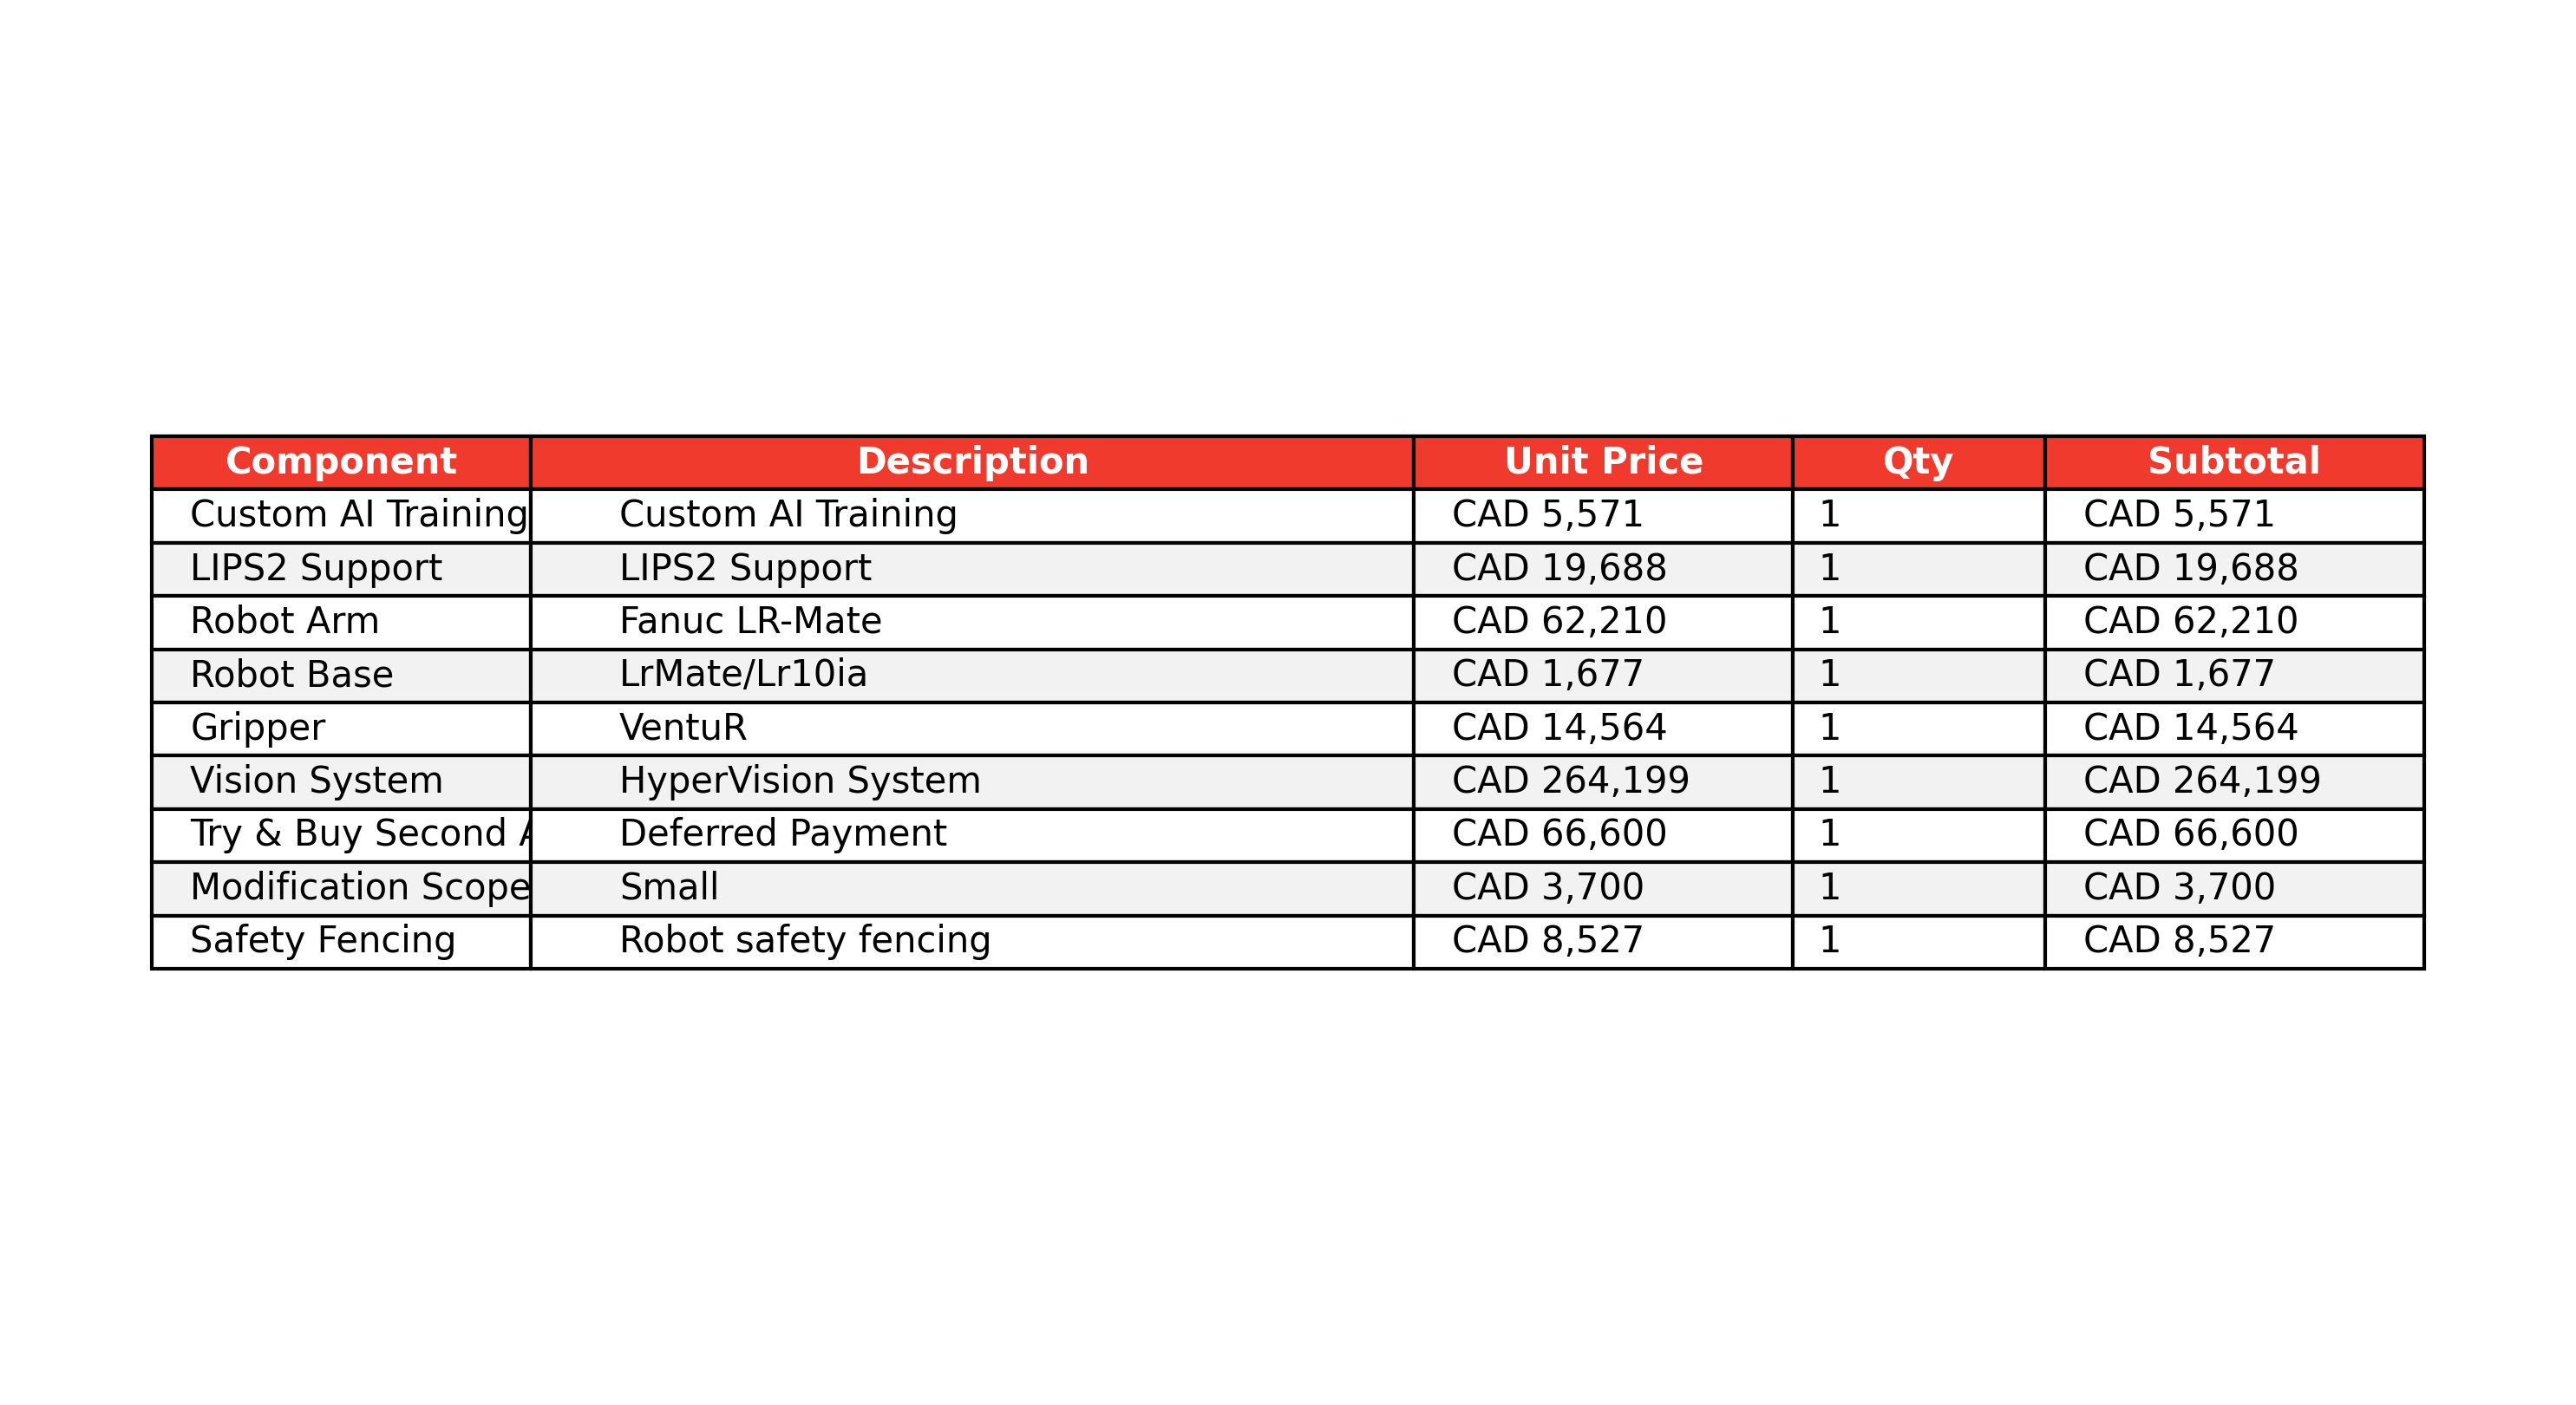 Component Description Unit Price Qty Subtotal
Custom AI Training Custom AI Training CAD 5,571 1 CAD 5,571
LIPS2 Support LIPS2 Support CAD 19,688 1 CAD 19,688
Robot Arm Fanuc LR-Mate CAD 62,210 1 CAD 62,210
Robot Base LrMate/Lr10ia CAD 1,677 1 CAD 1,677
Gripper VentuR CAD 14,564 1 CAD 14,564
Vision System HyperVision System CAD 264,199 1 CAD 264,199
Try & Buy Second Deferred Payment CAD 66,600 1 CAD 66,600
Modification Scope Small CAD 3,700 1 CAD 3,700
Safety Fencing Robot safety fencing CAD 8,527 1 CAD 8,527